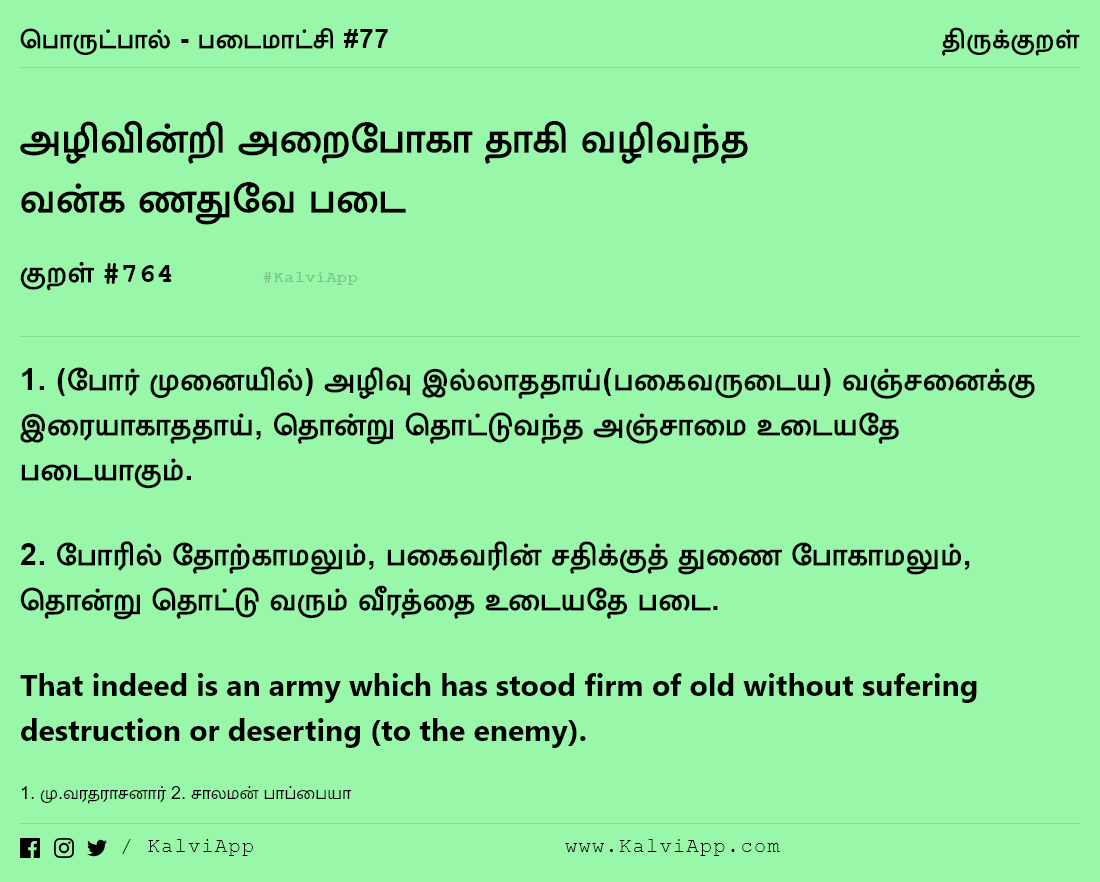 பொருட்பால் - படைமாட்சி #77
திருக்குறள்
அழிவின்றி அறைபோகா தாகி வழிவந்த
வன்க ணதுவே படை
குறள் #764
#KalviApp
1. (போர் முனையில்) அழிவு இல்லாததாய்(பகைவருடைய) வஞ்சனைக்கு
இரையாகாததாய், தொன்று தொட்டுவந்த அஞ்சாமை உடையதே
படையாகும்.
2. போரில் தோற்காமலும், பகைவரின் சதிக்குத் துணை போகாமலும்,
தொன்று தொட்டு வரும் வீரத்தை உடையதே படை.
That indeed is an army which has stood firm of old without sufering
destruction or deserting (to the enemy).
1. மு.வரதராசனார் 2. சாலமன் பாப்பையா
/ KalviApp
www.KalviApp.com